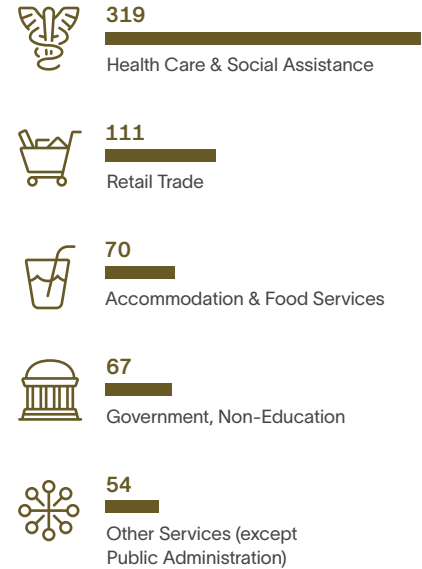 319
Health Care & Social Assistance
111
Retail Trade
70
Accommodation & Food Services
67
Government, Non-Education
54
Other Services (except
Public Administration)